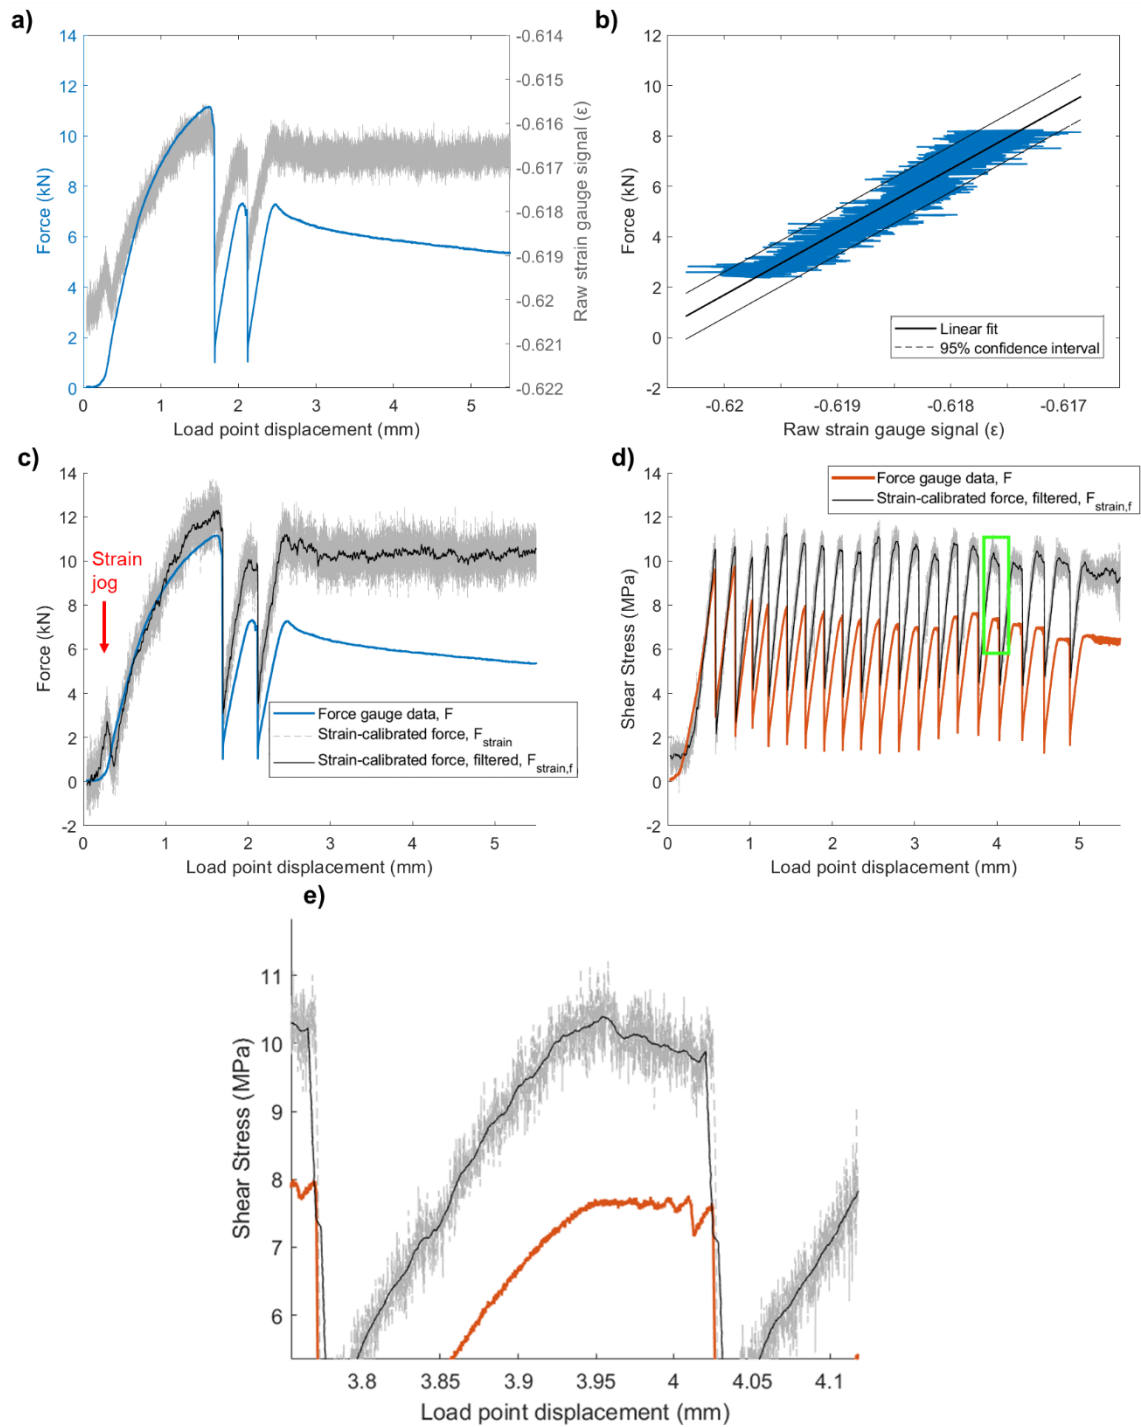 a)
14
12
10
8
6
4
2
0
Force (kN)
-0.614
-0.615
-0.616
-0.617
-0.618
-0.619
-0.62
-0.621
-0.622
Raw strain gauge signal (ε)
0 1 2 3 4 5
Load point displacement (mm)
b)
12
10
8
6
4
2
0
-2
Force (kN)
Linear fit
95% confidence interval
-0.62 -0.619 -0.618 -0.617
Raw strain gauge signal (ε)
c)
14
12
10
8
6
4
2
0
-2
Force (kN)
Strain
jog
Force gauge data, F
Strain-calibrated force, F_strain
Strain-calibrated force, filtered, F_strain,f
0 1 2 3 4 5
Load point displacement (mm)
d)
Force gauge data, F
Strain-calibrated force, filtered, F_strain,f
14
12
10
8
6
4
2
0
-2
Shear Stress (MPa)
0 1 2 3 4 5
Load point displacement (mm)
e)
11
10
9
8
7
6
Shear Stress (MPa)
3.8 3.85 3.9 3.95 4 4.05 4.1
Load point displacement (mm)